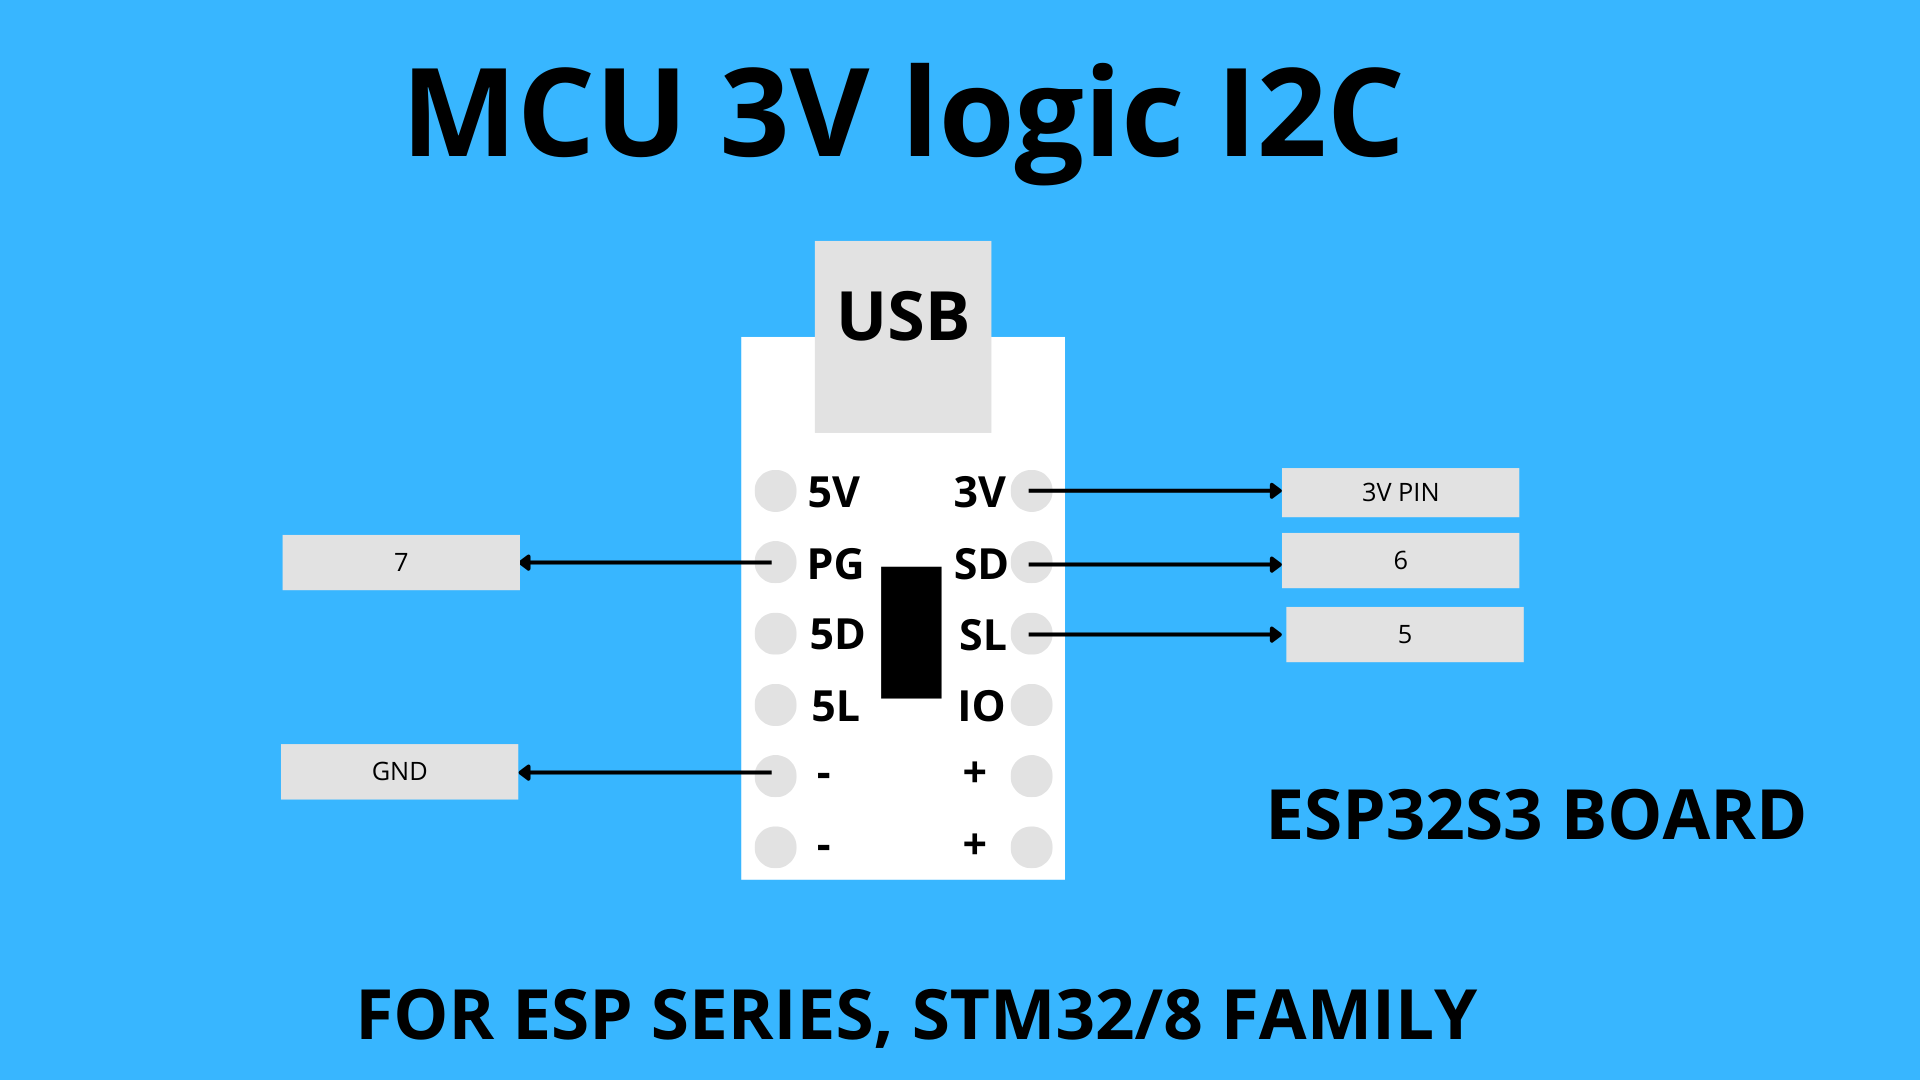 MCU 3V logic I2C
USB
5V 3V 3V PIN
7 PG SD 6
5D SL 5
5L IO
GND - +
- +
ESP32S3 BOARD
FOR ESP SERIES, STM32/8 FAMILY